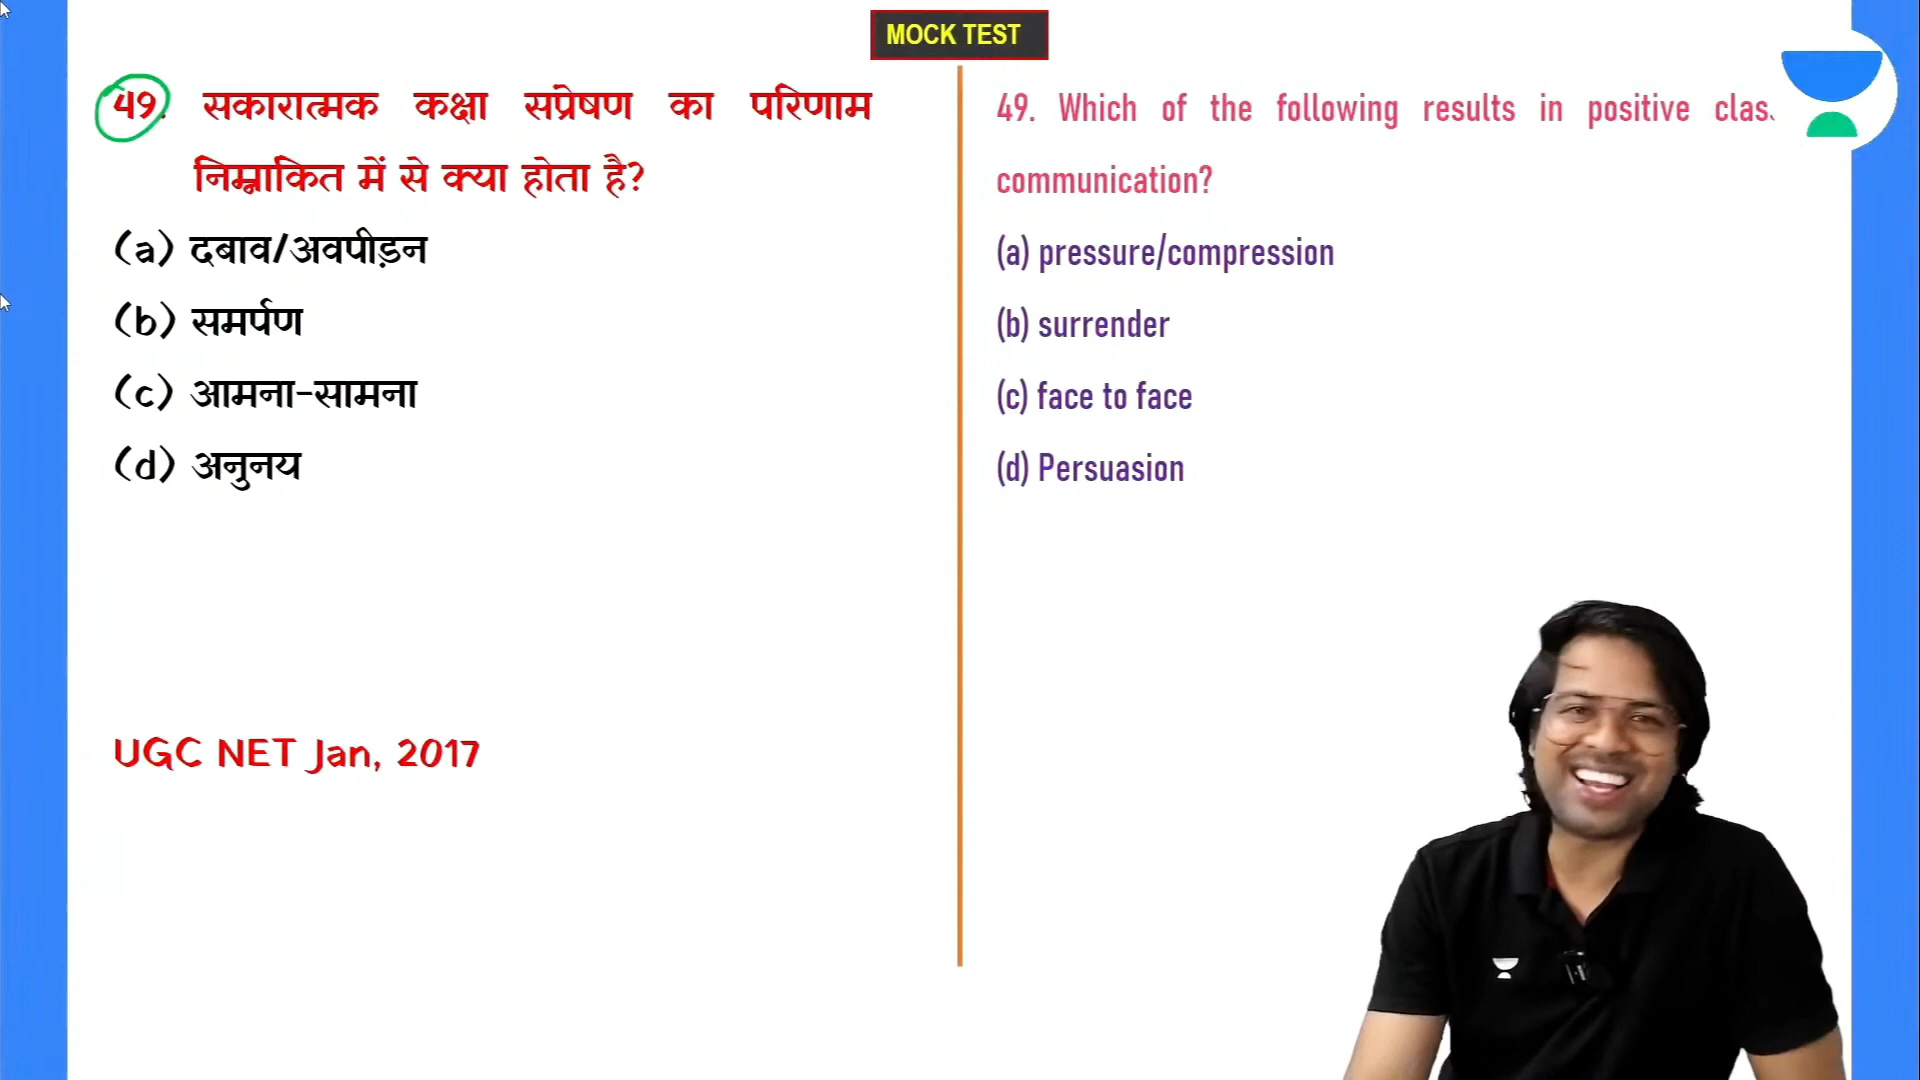 MOCK TEST
49. सकारात्मक कक्षा सप्रेषण का परिणाम
निम्नाकित में से क्या होता है?
(a) दबाव/अवपीड़न
(b) समर्पण
(c) आमना-सामना
(d) अनुनय
UGC NET Jan, 2017
49. Which of the following results in positive clas
communication?
(a) pressure/compression
(b) surrender
(c) face to face
(d) Persuasion